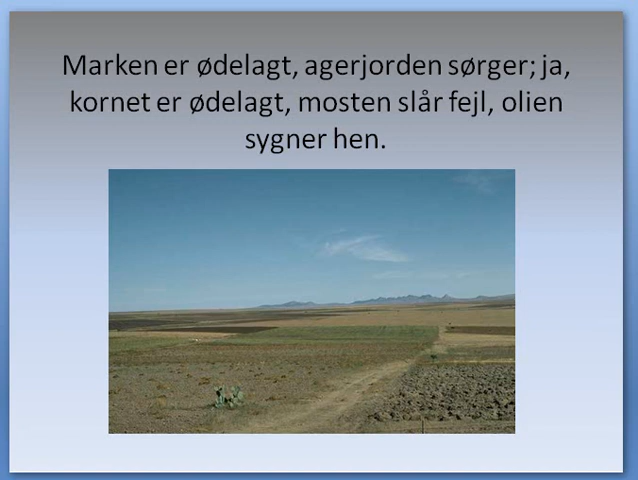 Marken er ødelagt, agerjorden sørger; ja,
kornet er ødelagt, mosten slår fejl, olien
sygner hen.